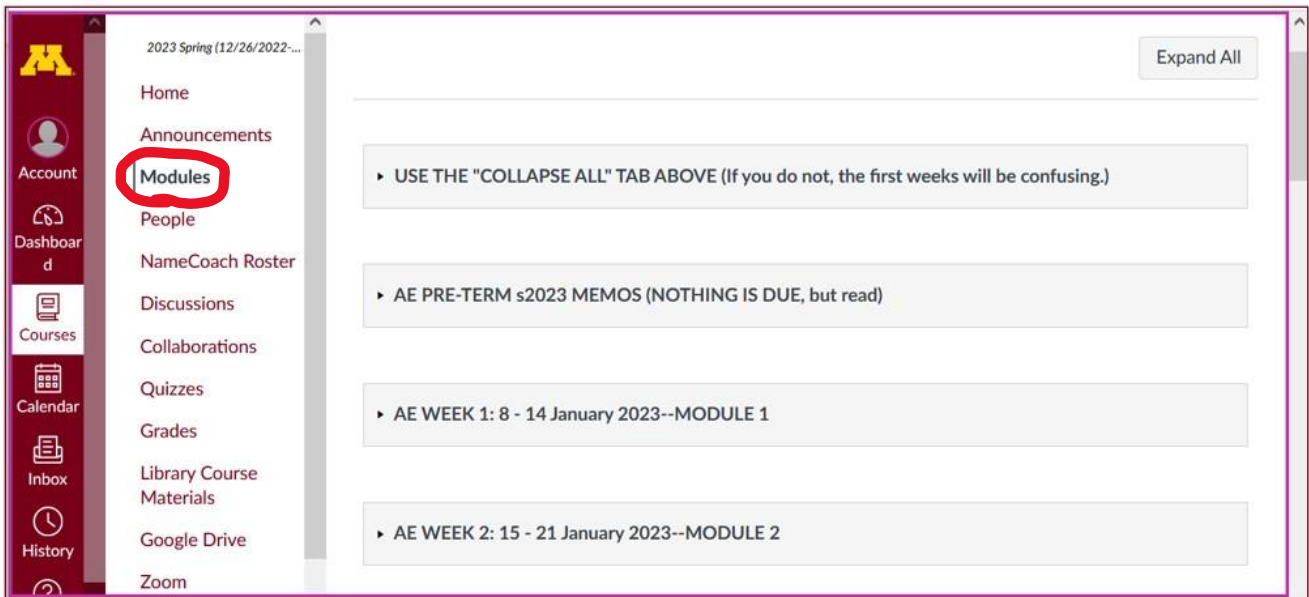 M
Account
Dashboar
d
Courses
Calendar
Inbox
History
2023 Spring (12/26/2022-...
Home
Announcements
Modules
People
NameCoach Roster
Discussions
Collaborations
Quizzes
Grades
Library Course
Materials
Google Drive
Zoom
Expand All
USE THE "COLLAPSE ALL" TAB ABOVE (If you do not, the first weeks will be confusing.)
AE PRE-TERM s2023 MEMOS (NOTHING IS DUE, but read)
AE WEEK 1: 8 - 14 January 2023--MODULE 1
AE WEEK 2: 15 - 21 January 2023--MODULE 2